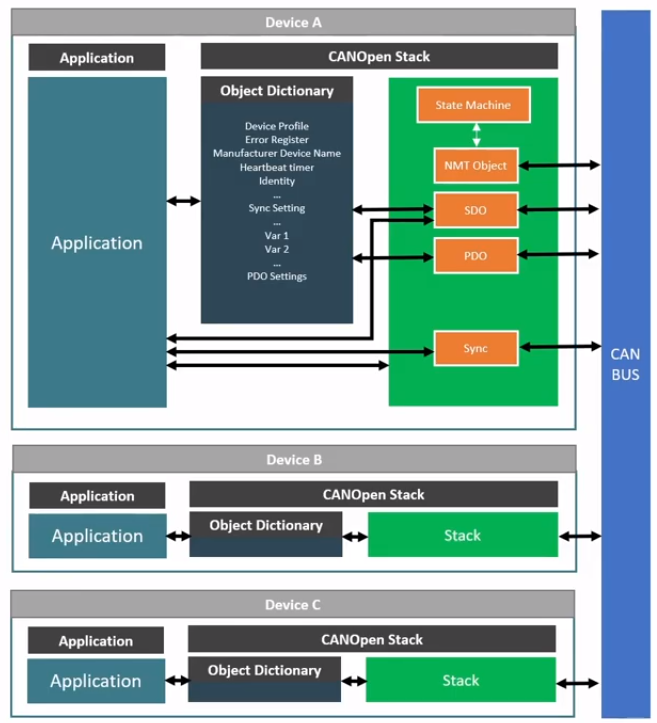 Device A
Application
CANOpen Stack
Application
Object Dictionary
Device Profile
Error Register
Manufacturer Device Name
Heartbeat timer
Identity
...
Sync Setting
...
Var 1
Var 2
...
PDO Settings
State Machine
NMT Object
SDO
PDO
Sync
CAN
BUS
Device B
Application
CANOpen Stack
Application
Object Dictionary
Stack
Device C
Application
CANOpen Stack
Application
Object Dictionary
Stack